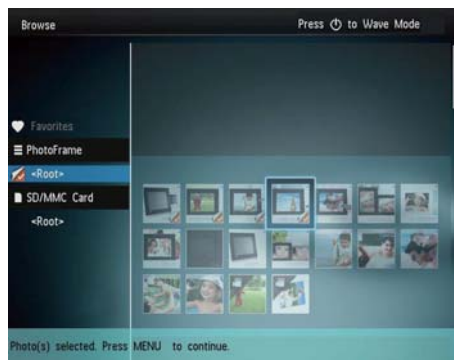 Browse
Press to Wave Mode
Favorites
PhotoFrame
<Root>
SD/MMC Card
<Root>
Photo(s) selected. Press MENU to continue.